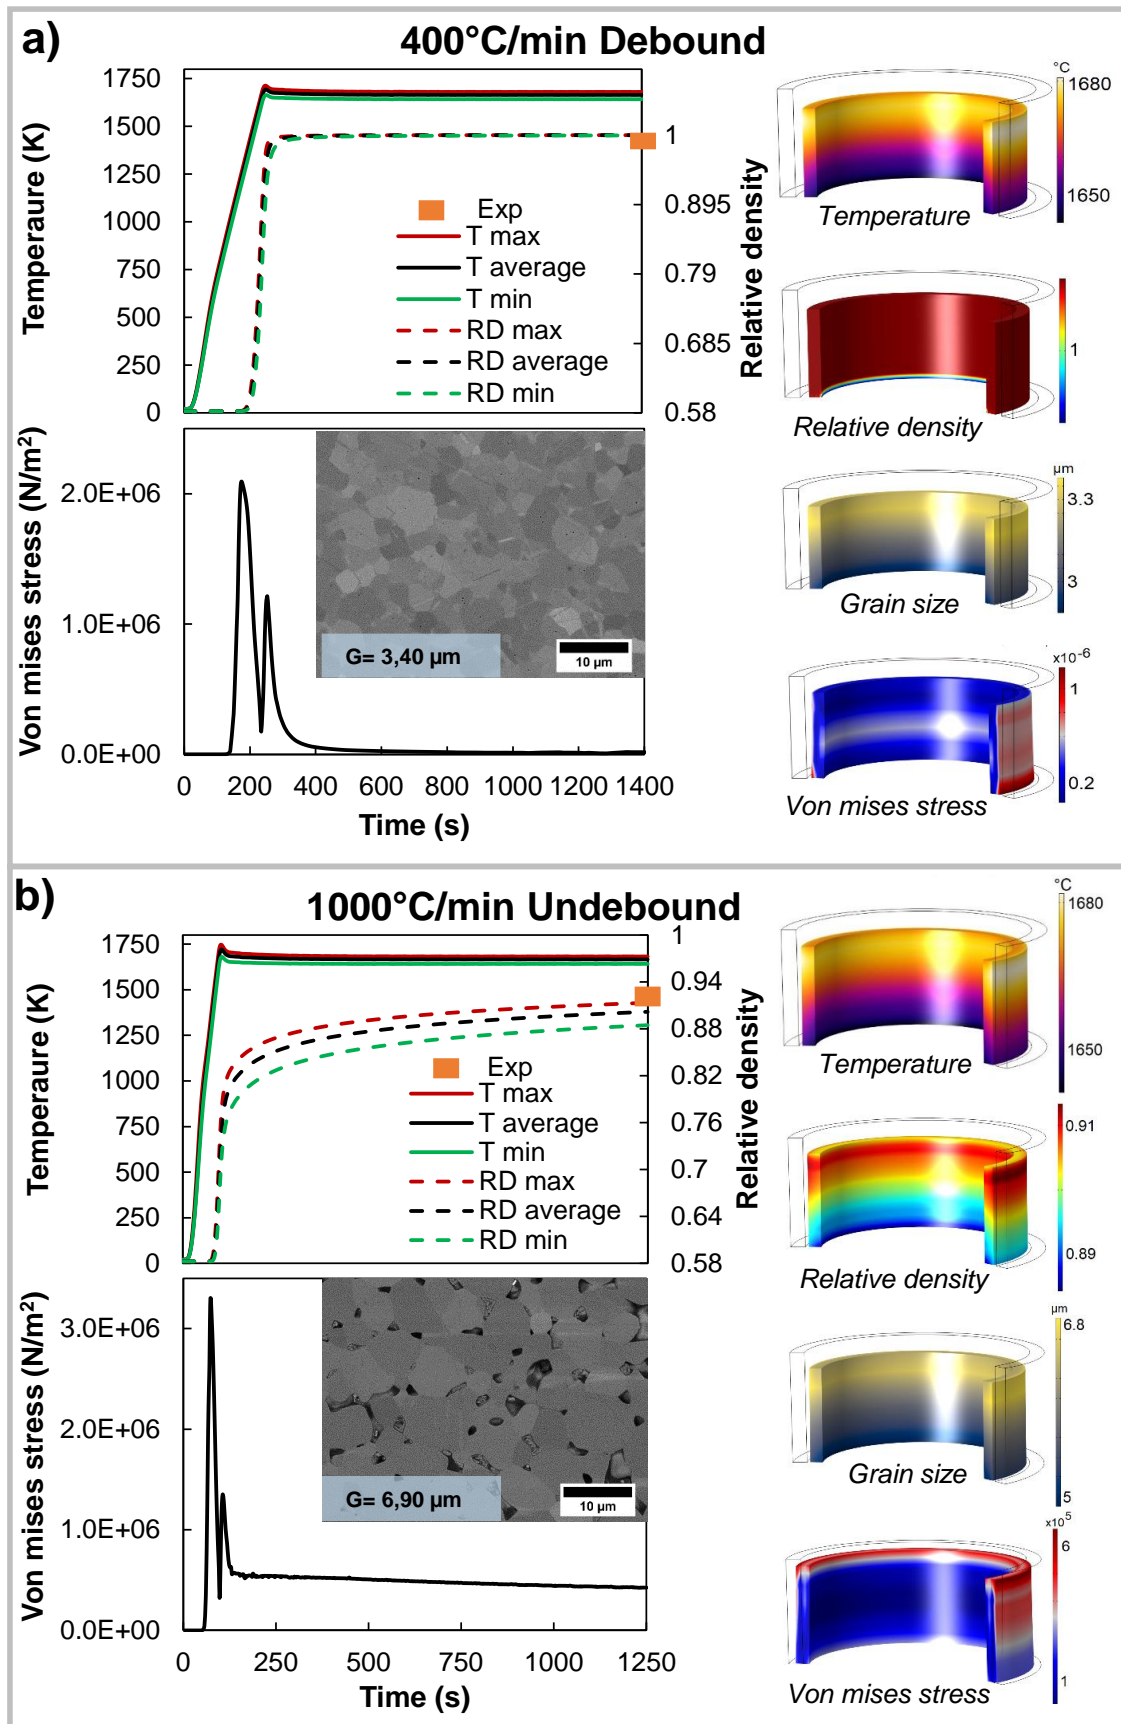 a)
400°C/min Debound
Temperaure (K)
1750
1500
1250
1000
750
500
250
0
1
0.895
0.79
0.685
0.58
Relative density
Exp
T max
T average
T min
RD max
RD average
RD min
Von mises stress (N/m²)
2.0E+06
1.0E+06
0.0E+00
G= 3,40 µm
10 µm
0 200 400 600 800 1000 1200 1400
Time (s)
°C
1680
1650
Temperature
1
Relative density
µm
3.3
3
Grain size
x10⁻⁶
1
0.2
Von mises stress
b)
1000°C/min Undebound
Temperaure (K)
1750
1500
1250
1000
750
500
250
0
1
0.94
0.88
0.82
0.76
0.7
0.64
0.58
Relative density
Exp
T max
T average
T min
RD max
RD average
RD min
Von mises stress (N/m²)
3.0E+06
2.0E+06
1.0E+06
0.0E+00
G= 6,90 µm
10 µm
0 250 500 750 1000 1250
Time (s)
°C
1680
1650
Temperature
0.91
0.89
Relative density
µm
6.8
5
Grain size
x10⁵
6
1
Von mises stress